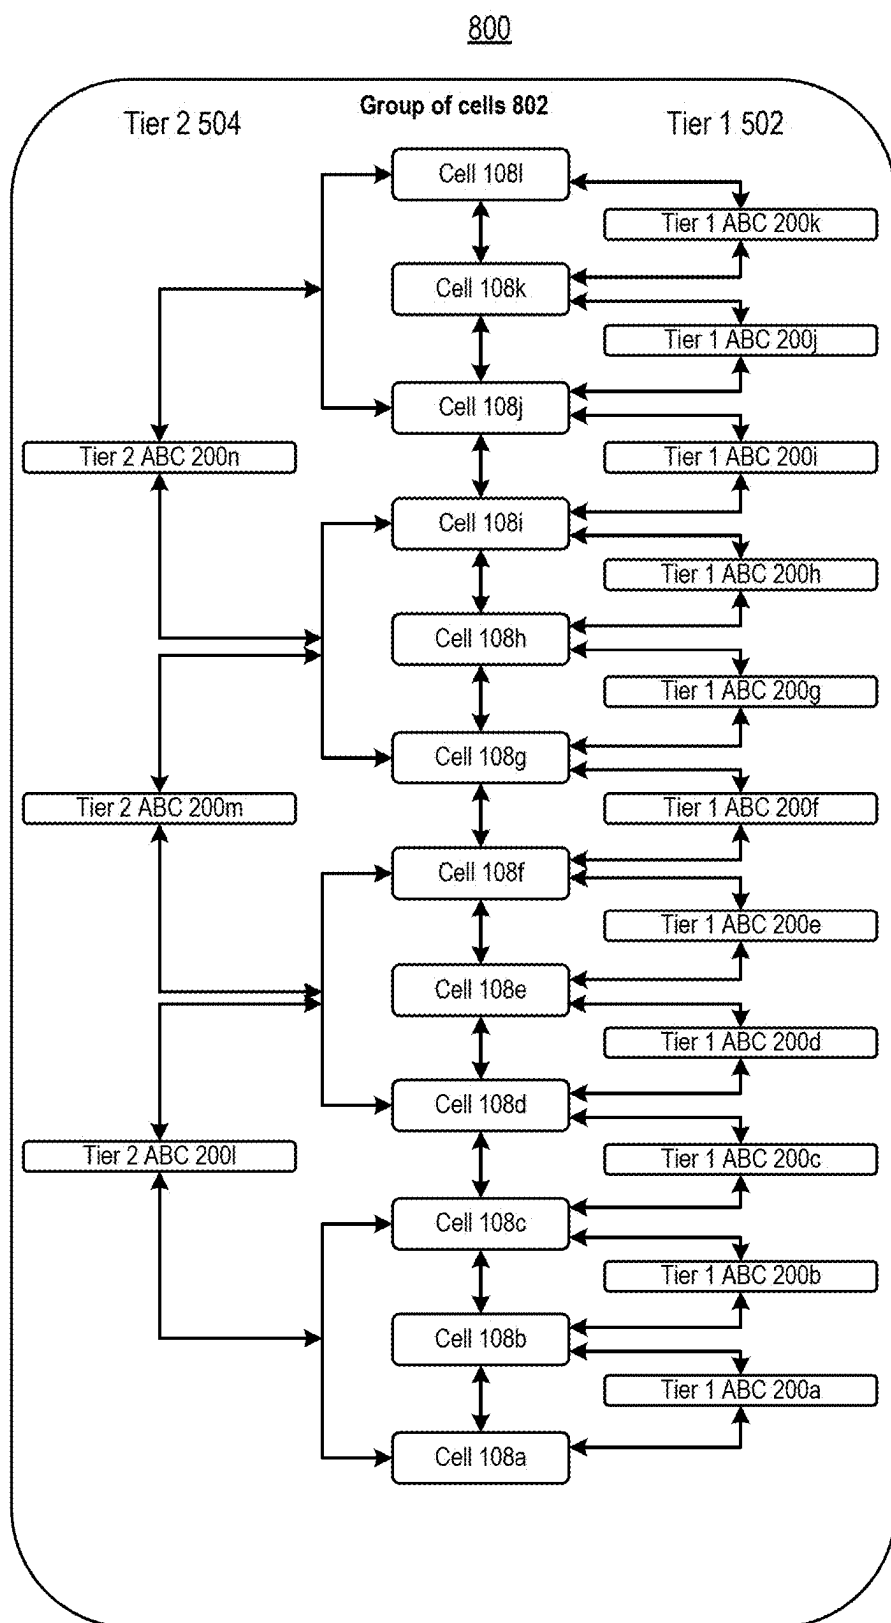 800
Group of cells 802
Tier 2 504
Tier 1 502
Cell 108l
Tier 1 ABC 200k
Cell 108k
Tier 1 ABC 200j
Cell 108j
Tier 2 ABC 200n
Tier 1 ABC 200i
Cell 108i
Tier 1 ABC 200h
Cell 108h
Tier 1 ABC 200g
Cell 108g
Tier 2 ABC 200m
Tier 1 ABC 200f
Cell 108f
Tier 1 ABC 200e
Cell 108e
Tier 1 ABC 200d
Cell 108d
Tier 2 ABC 200l
Tier 1 ABC 200c
Cell 108c
Tier 1 ABC 200b
Cell 108b
Tier 1 ABC 200a
Cell 108a